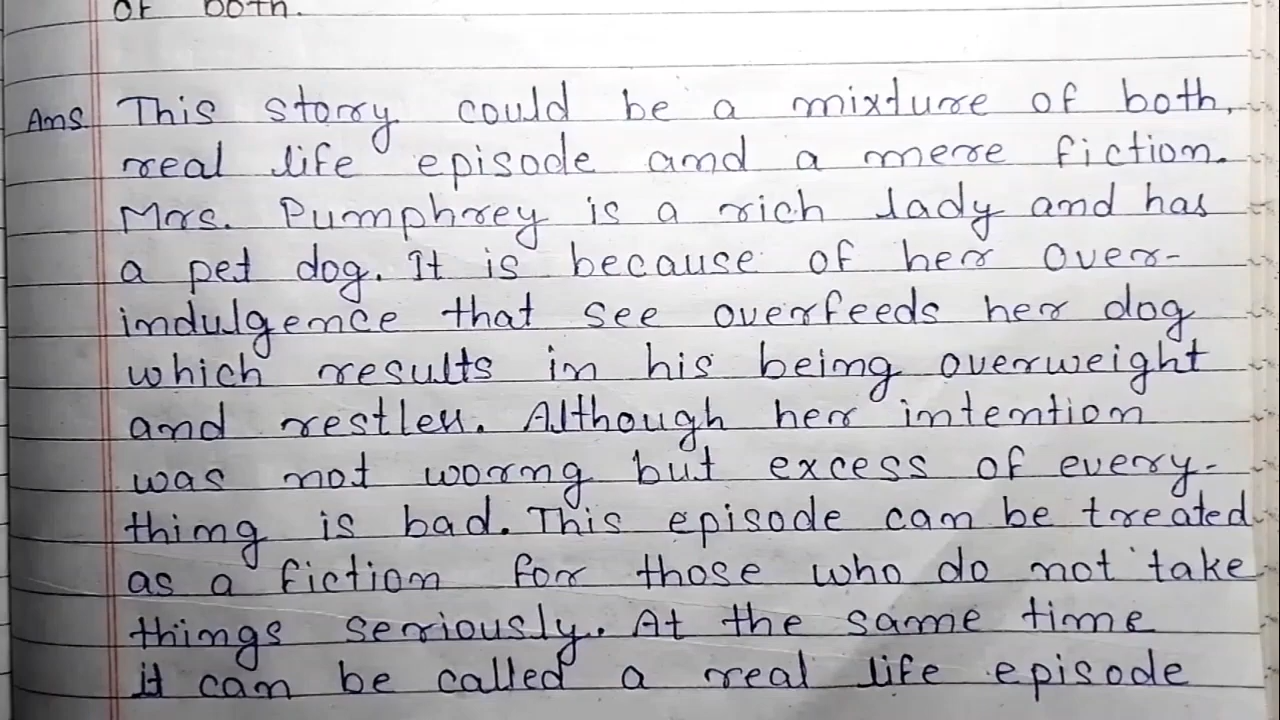 or both.
Ans This story could be a mixture of both,
real life episode and a mere fiction.
Mrs. Pumphrey is a rich lady and has
a pet dog. It is because of her over-
indulgence that see overfeeds her dog
which results in his being overweight
and restless. Although her intention
was not worng but excess of every-
thing is bad. This episode can be treated
as a fiction for those who do not take
things seriously. At the same time
it can be called a real life episode